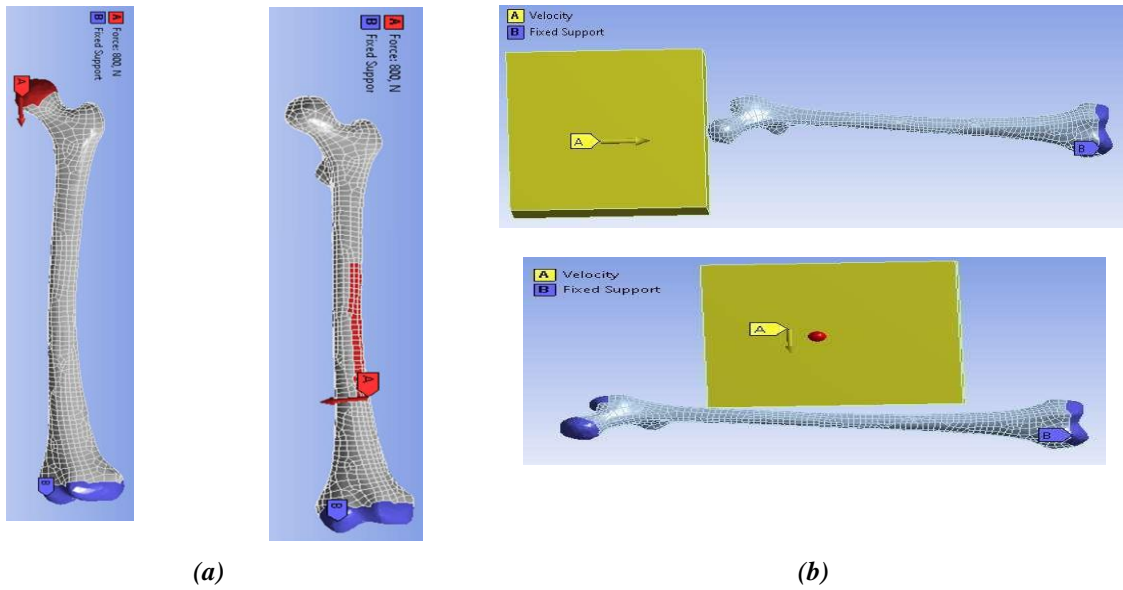 A Force: 800, N
B Fixed Support
A
B
A Force: 800, N
B Fixed Suppor
A
B
A Velocity
B Fixed Support
A
B
A Velocity
B Fixed Support
A
B
(a)
(b)